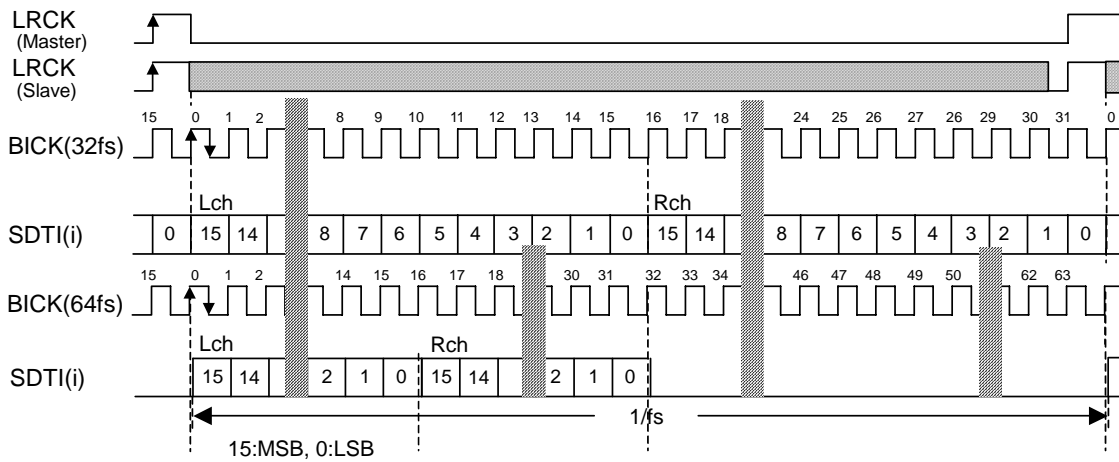 LRCK
(Master)
LRCK
(Slave)
15 0 1 2 8 9 10 11 12 13 14 15 16 17 18 24 25 26 27 26 29 30 31 0
BICK(32fs)
Lch Rch
SDTI(i) 0 15 14 8 7 6 5 4 3 2 1 0 15 14 8 7 6 5 4 3 2 1 0
15 0 1 2 14 15 16 17 18 30 31 32 33 34 46 47 48 49 50 62 63
BICK(64fs)
Lch Rch
SDTI(i) 15 14 2 1 0 15 14 2 1 0
1/fs
15:MSB, 0:LSB